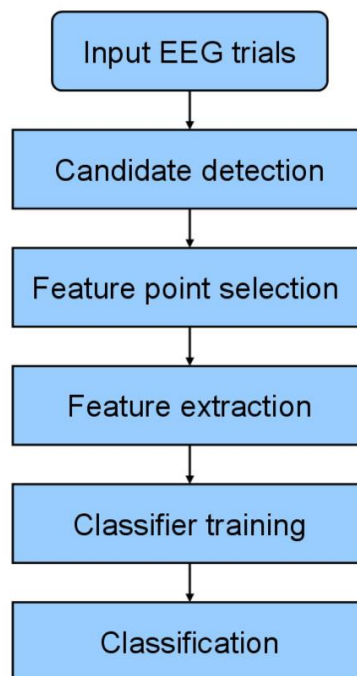 Input EEG trials
Candidate detection
Feature point selection
Feature extraction
Classifier training
Classification